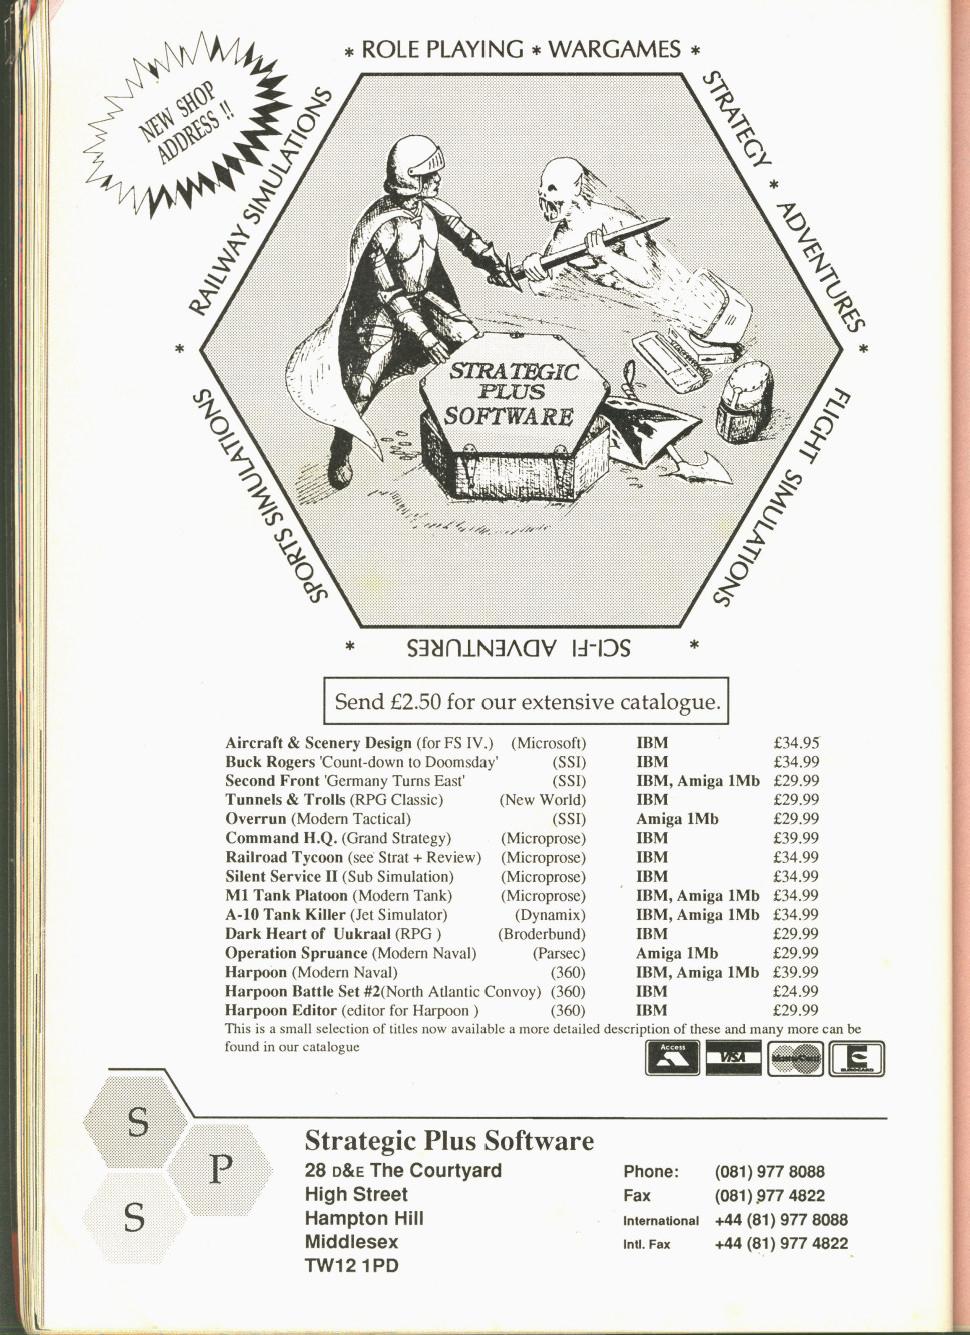 * ROLE PLAYING * WARGAMES *
STRATEGY * ADVENTURES *
FLIGHT SIMULATIONS
* SCI-FI ADVENTURES *
SPORTS SIMULATIONS
* RAILWAY SIMULATIONS
NEW SHOP
ADDRESS !!
STRATEGIC
PLUS
SOFTWARE
Send £2.50 for our extensive catalogue.
Aircraft & Scenery Design (for FS IV.) (Microsoft) IBM £34.95
Buck Rogers 'Count-down to Doomsday' (SSI) IBM £34.99
Second Front 'Germany Turns East' (SSI) IBM, Amiga 1Mb £29.99
Tunnels & Trolls (RPG Classic) (New World) IBM £29.99
Overrun (Modern Tactical) (SSI) Amiga 1Mb £29.99
Command H.Q. (Grand Strategy) (Microprose) IBM £39.99
Railroad Tycoon (see Strat + Review) (Microprose) IBM £34.99
Silent Service II (Sub Simulation) (Microprose) IBM £34.99
M1 Tank Platoon (Modern Tank) (Microprose) IBM, Amiga 1Mb £34.99
A-10 Tank Killer (Jet Simulator) (Dynamix) IBM, Amiga 1Mb £34.99
Dark Heart of Uukraal (RPG ) (Broderbund) IBM £29.99
Operation Spruance (Modern Naval) (Parsec) Amiga 1Mb £29.99
Harpoon (Modern Naval) (360) IBM, Amiga 1Mb £39.99
Harpoon Battle Set #2(North Atlantic Convoy) (360) IBM £24.99
Harpoon Editor (editor for Harpoon ) (360) IBM £29.99
This is a small selection of titles now available a more detailed description of these and many more can be
found in our catalogue
Access VISA MasterCard EUROCARD
S
P
S
Strategic Plus Software
28 D&E The Courtyard
High Street
Hampton Hill
Middlesex
TW12 1PD
Phone: (081) 977 8088
Fax (081) 977 4822
International +44 (81) 977 8088
Intl. Fax +44 (81) 977 4822